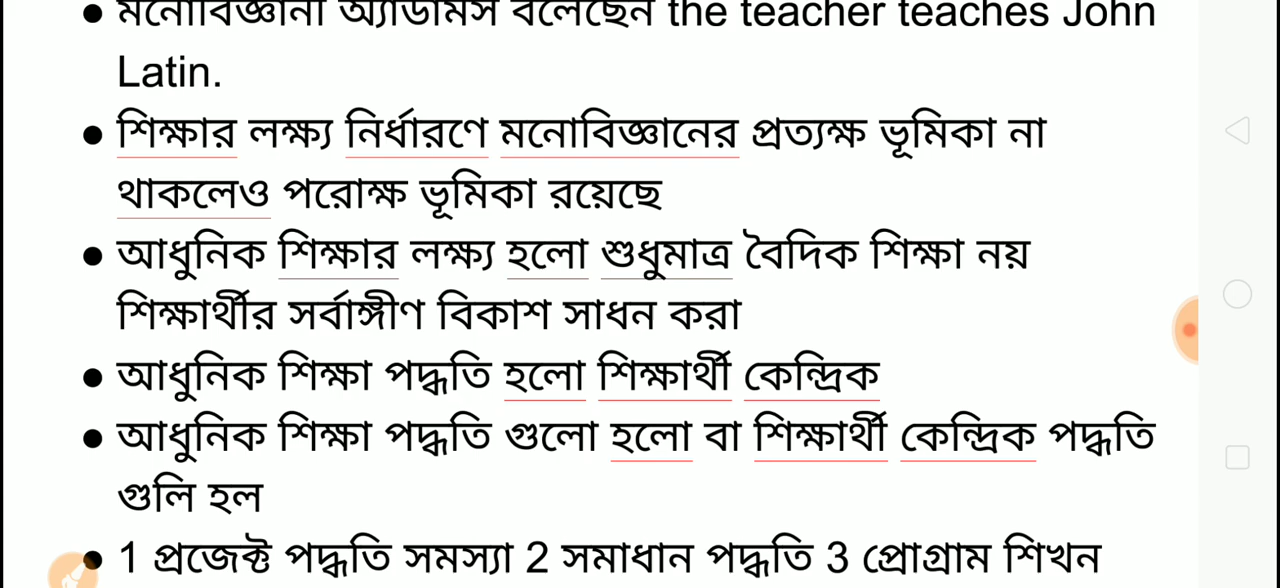 ● মনোবিজ্ঞানী অ্যাডামস বলেছেন the teacher teaches John
Latin.
● শিক্ষার লক্ষ্য নির্ধারণে মনোবিজ্ঞানের প্রত্যক্ষ ভূমিকা না
থাকলেও পরোক্ষ ভূমিকা রয়েছে
● আধুনিক শিক্ষার লক্ষ্য হলো শুধুমাত্র বৈদিক শিক্ষা নয়
শিক্ষার্থীর সর্বাঙ্গীণ বিকাশ সাধন করা
● আধুনিক শিক্ষা পদ্ধতি হলো শিক্ষার্থী কেন্দ্রিক
● আধুনিক শিক্ষা পদ্ধতি গুলো হলো বা শিক্ষার্থী কেন্দ্রিক পদ্ধতি
গুলি হল
● 1 প্রজেক্ট পদ্ধতি সমস্যা 2 সমাধান পদ্ধতি 3 প্রোগ্রাম শিখন